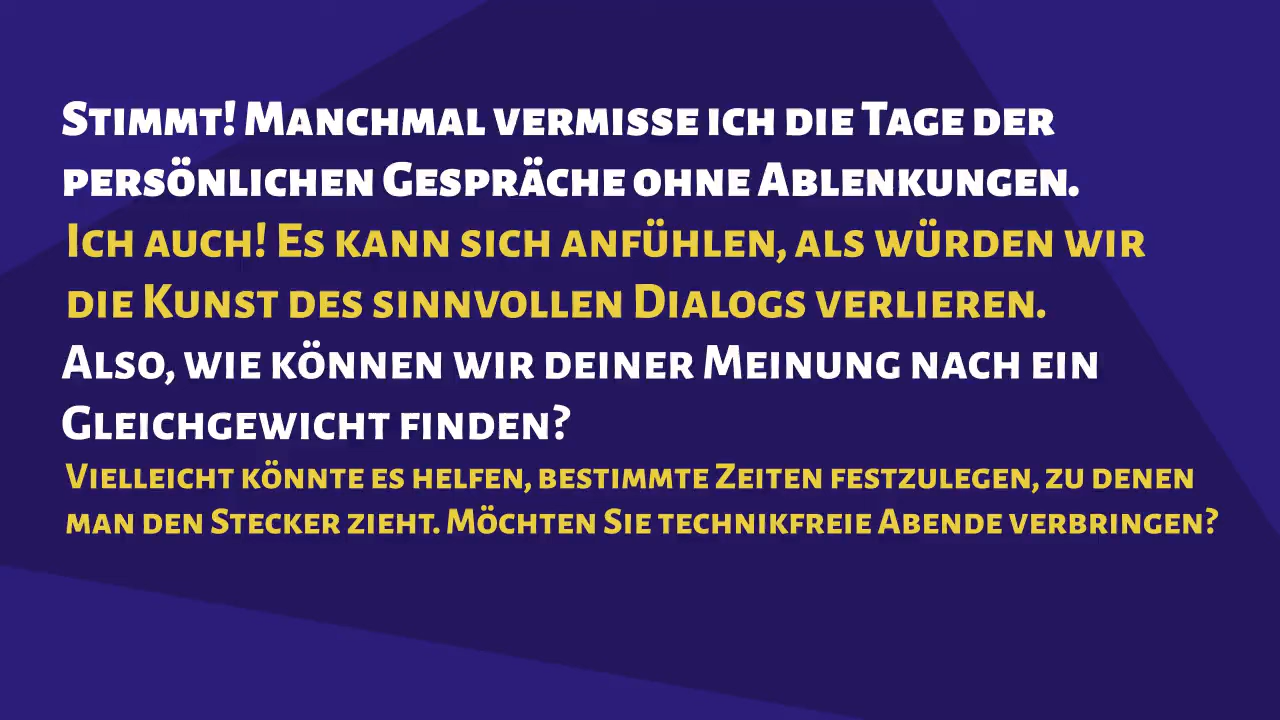 Stimmt! Manchmal vermisse ich die Tage der
persönlichen Gespräche ohne Ablenkungen.
Ich auch! Es kann sich anfühlen, als würden wir
die Kunst des sinnvollen Dialogs verlieren.
Also, wie können wir deiner Meinung nach ein
Gleichgewicht finden?
Vielleicht könnte es helfen, bestimmte Zeiten festzulegen, zu denen
man den Stecker zieht. Möchten Sie technikfreie Abende verbringen?